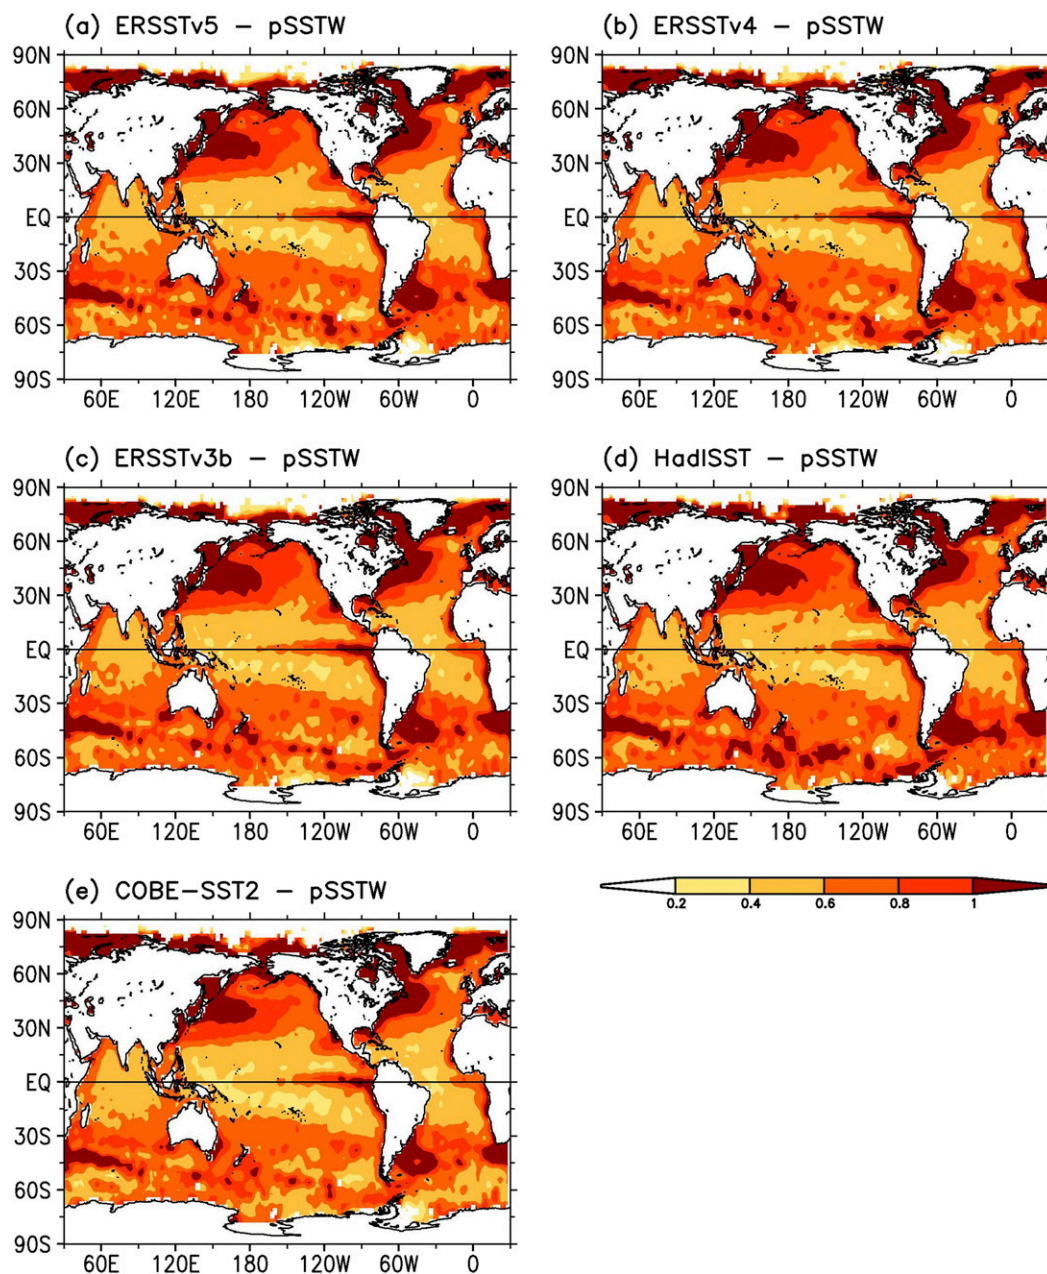 (a) ERSSTv5 – pSSTW
90N
60N
30N
EQ
30S
60S
90S
60E 120E 180 120W 60W 0
(b) ERSSTv4 – pSSTW
90N
60N
30N
EQ
30S
60S
90S
60E 120E 180 120W 60W 0
(c) ERSSTv3b – pSSTW
90N
60N
30N
EQ
30S
60S
90S
60E 120E 180 120W 60W 0
(d) HadISST – pSSTW
90N
60N
30N
EQ
30S
60S
90S
60E 120E 180 120W 60W 0
(e) COBE–SST2 – pSSTW
90N
60N
30N
EQ
30S
60S
90S
60E 120E 180 120W 60W 0
0.2 0.4 0.6 0.8 1